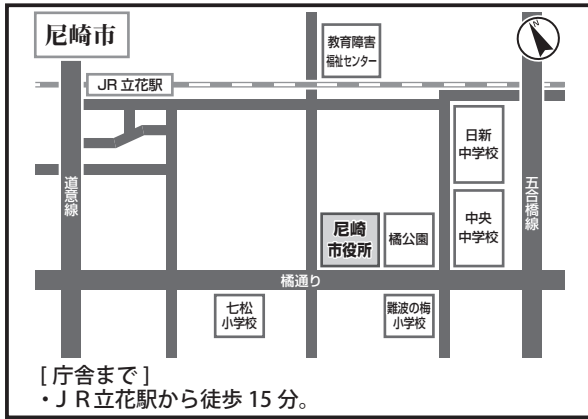 尼崎市
N
教育障害
福祉センター
JR 立花駅
日新
中学校
道意線
五合橋線
尼崎
市役所
橘公園
中央
中学校
橘通り
七松
小学校
難波の梅
小学校
[ 庁舎まで ]
・ＪＲ立花駅から徒歩 15 分。